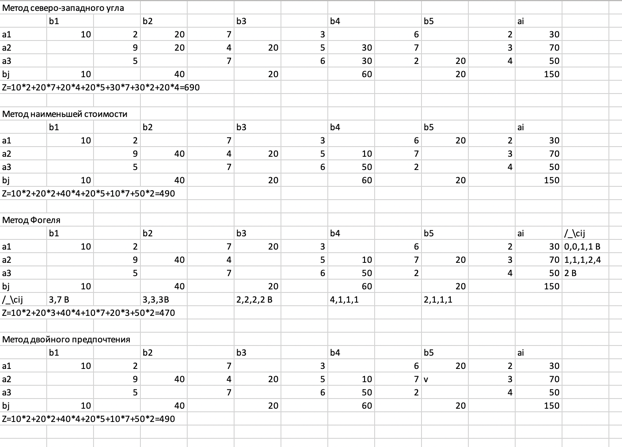 Метод северо-западного угла
b1 b2 b3 b4 b5 ai
a1 10 2 20 7 3 6 2 30
a2 9 20 4 20 5 30 7 3 70
a3 5 7 6 30 2 20 4 50
bj 10 40 20 60 20 150
Z=10*2+20*7+20*4+20*5+30*7+30*2+20*4=690
Метод наименьшей стоимости
b1 b2 b3 b4 b5 ai
a1 10 2 7 3 6 20 2 30
a2 9 40 4 20 5 10 7 3 70
a3 5 7 6 50 2 4 50
bj 10 40 20 60 20 150
Z=10*2+20*2+40*4+20*5+10*7+50*2=490
Метод Фогеля
b1 b2 b3 b4 b5 ai /_\cij
a1 10 2 7 20 3 6 2 30 0,0,1,1 В
a2 9 40 4 5 10 7 20 3 70 1,1,1,2,4
a3 5 7 6 50 2 4 50 2 В
bj 10 40 20 60 20 150
/_\cij 3,7 В 3,3,3В 2,2,2,2 В 4,1,1,1 2,1,1,1
Z=10*2+20*3+40*4+10*7+20*3+50*2=470
Метод двойного предпочтения
b1 b2 b3 b4 b5 ai
a1 10 2 7 3 6 20 2 30
a2 9 40 4 20 5 10 7 v 3 70
a3 5 7 6 50 2 4 50
bj 10 40 20 60 20 150
Z=10*2+20*2+40*4+20*5+10*7+50*2=490